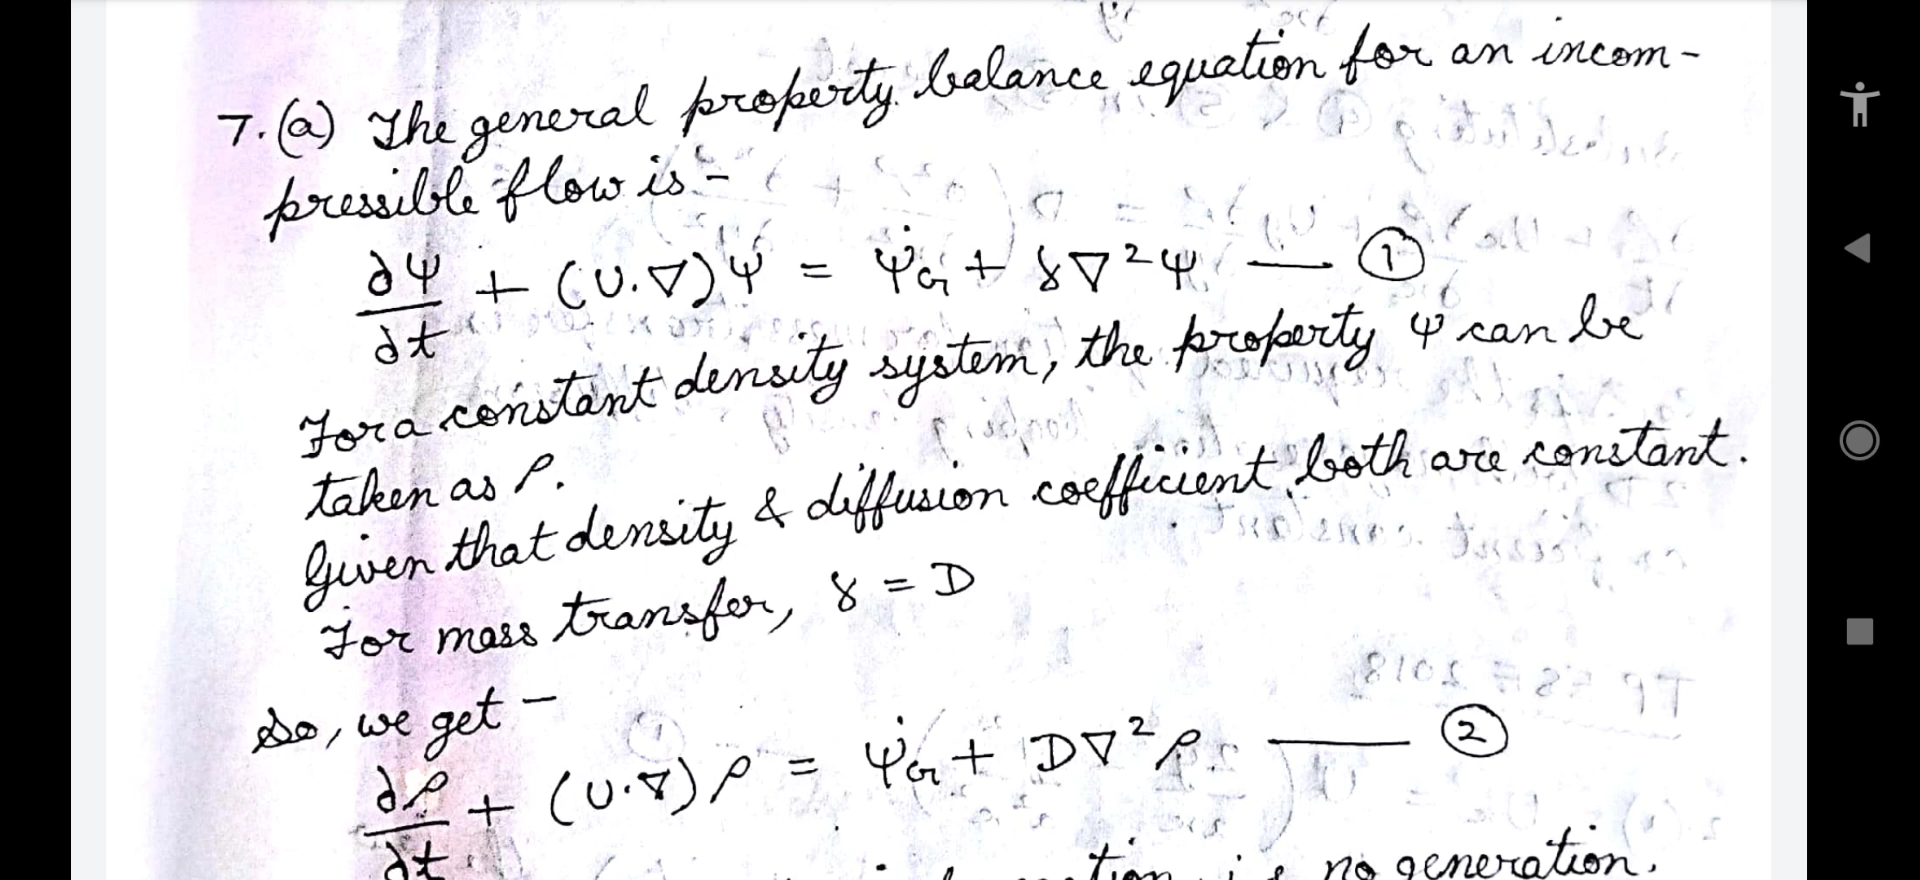 7.(a) The general property balance equation for an incom-
pressible flow is -
∂Ψ/∂t + (U.∇)Ψ = Ψ̇G + γ∇²Ψ — ①
For a constant density system, the property Ψ can be
taken as ρ.
Given that density & diffusion coefficient both are constant.
For mass transfer, γ = D
So, we get -
∂ρ/∂t + (U.∇)ρ = Ψ̇G + D∇²ρ — ②
is no generation.